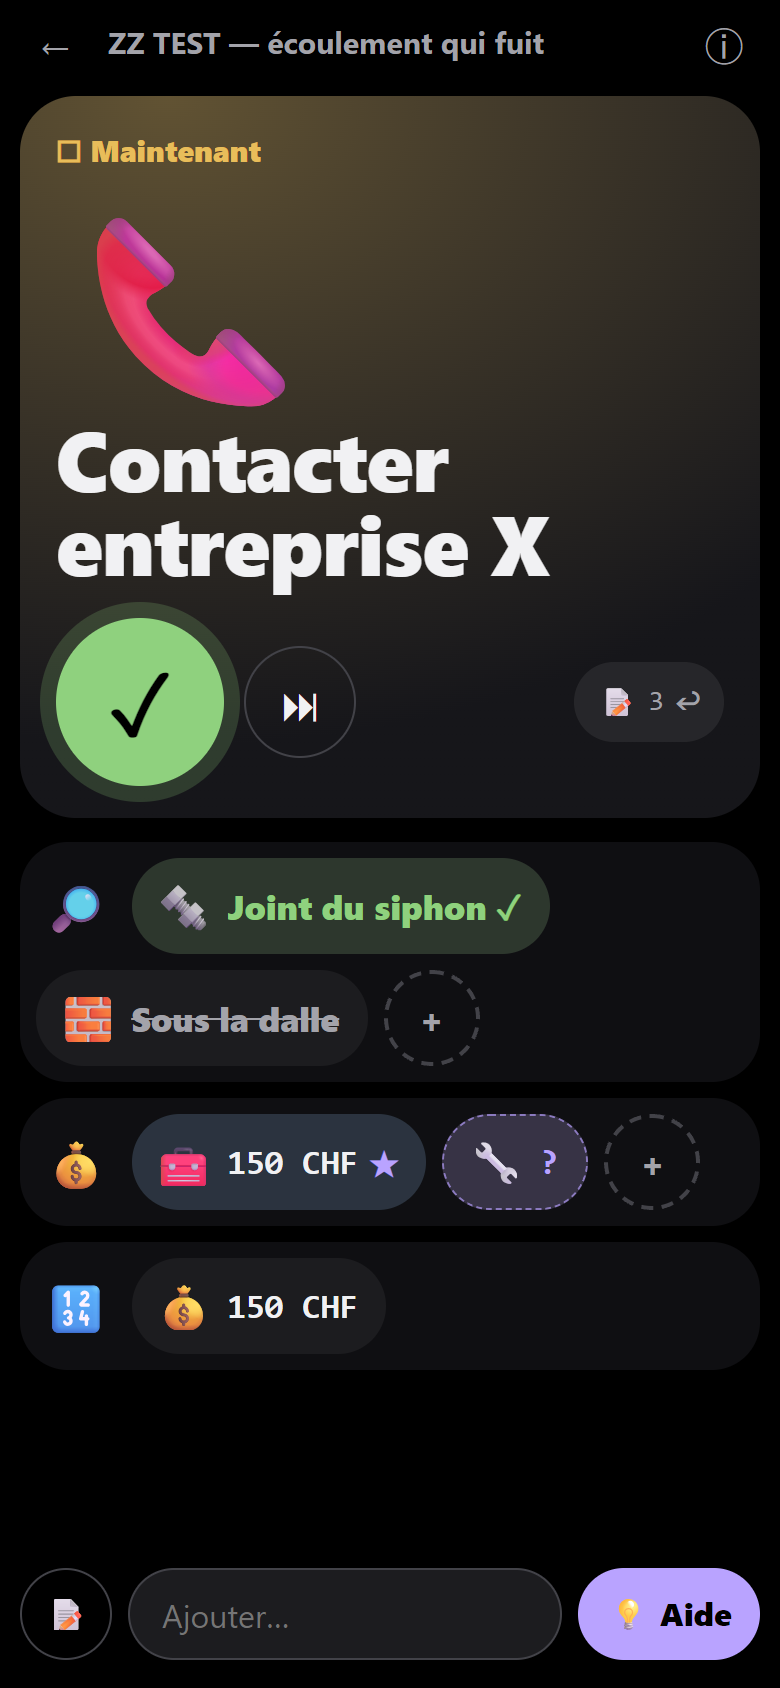 ← ZZ TEST — écoulement qui fuit ⓘ
☐ Maintenant
Contacter
entreprise X
✓ ⏭ 📝 3 ↩
🔎 🔩 Joint du siphon ✓
🧱 Sous la dalle +
💰 🧰 150 CHF ★ 🔧 ? +
🔢 💰 150 CHF
📝 Ajouter… 💡 Aide